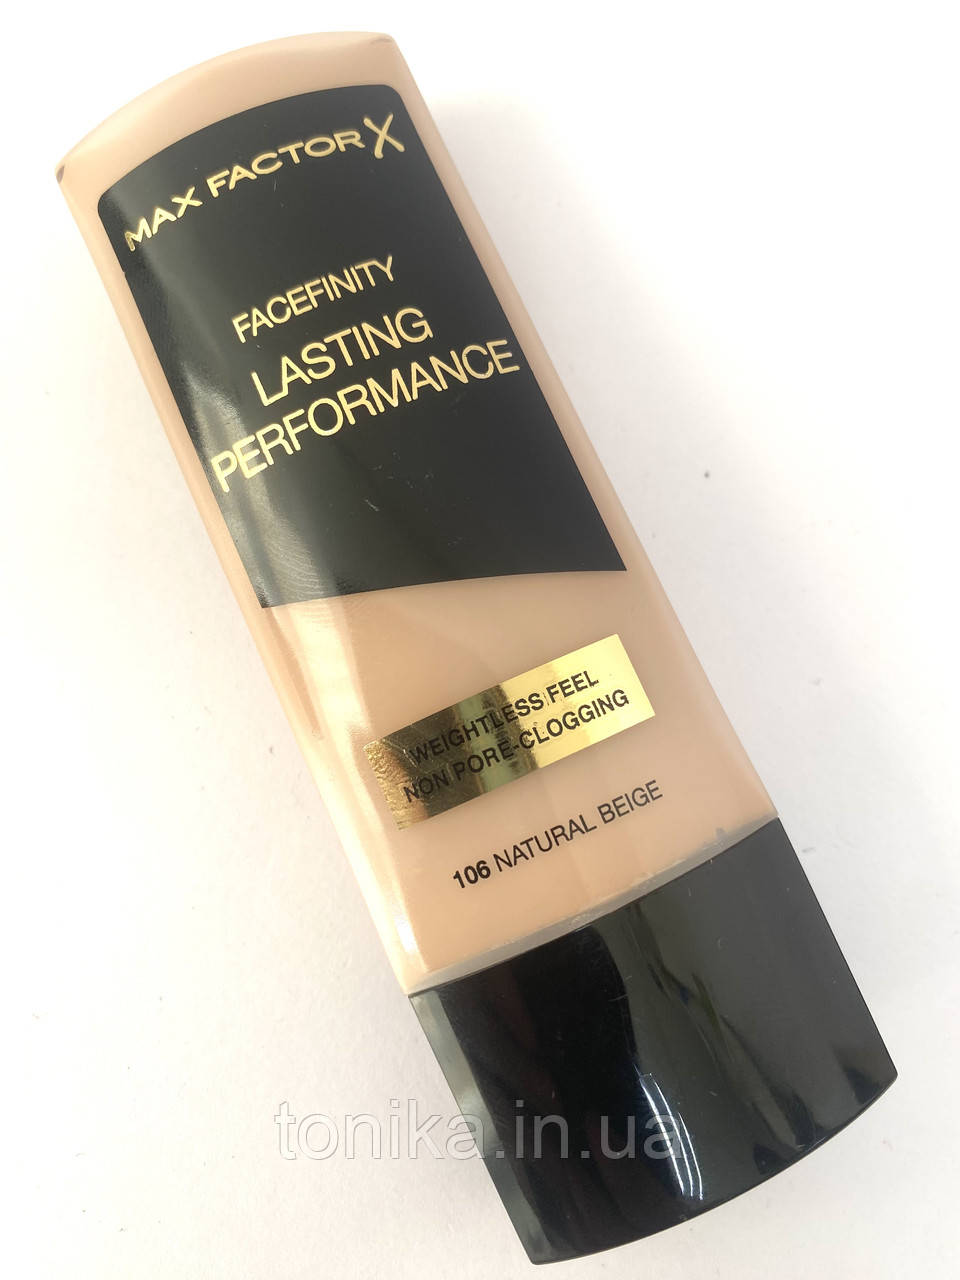 MAX FACTOR X
FACEFINITY
LASTING
PERFORMANCE
WEIGHTLESS FEEL
NON PORE-CLOGGING
106 NATURAL BEIGE
tonika.in.ua